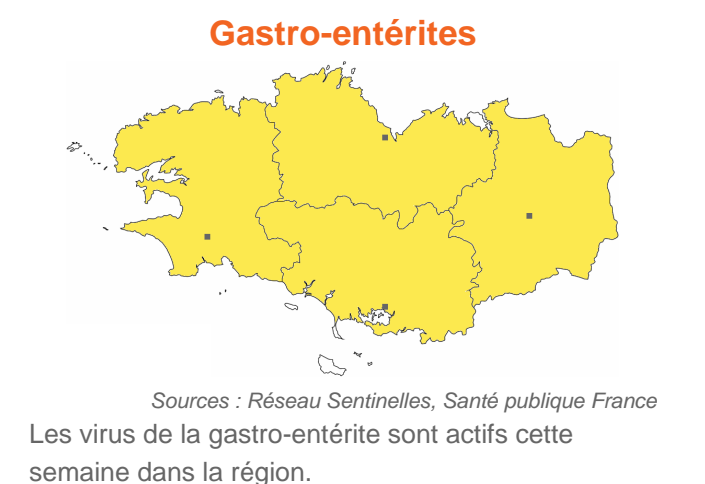 Gastro-entérites
Sources : Réseau Sentinelles, Santé publique France
Les virus de la gastro-entérite sont actifs cette
semaine dans la région.